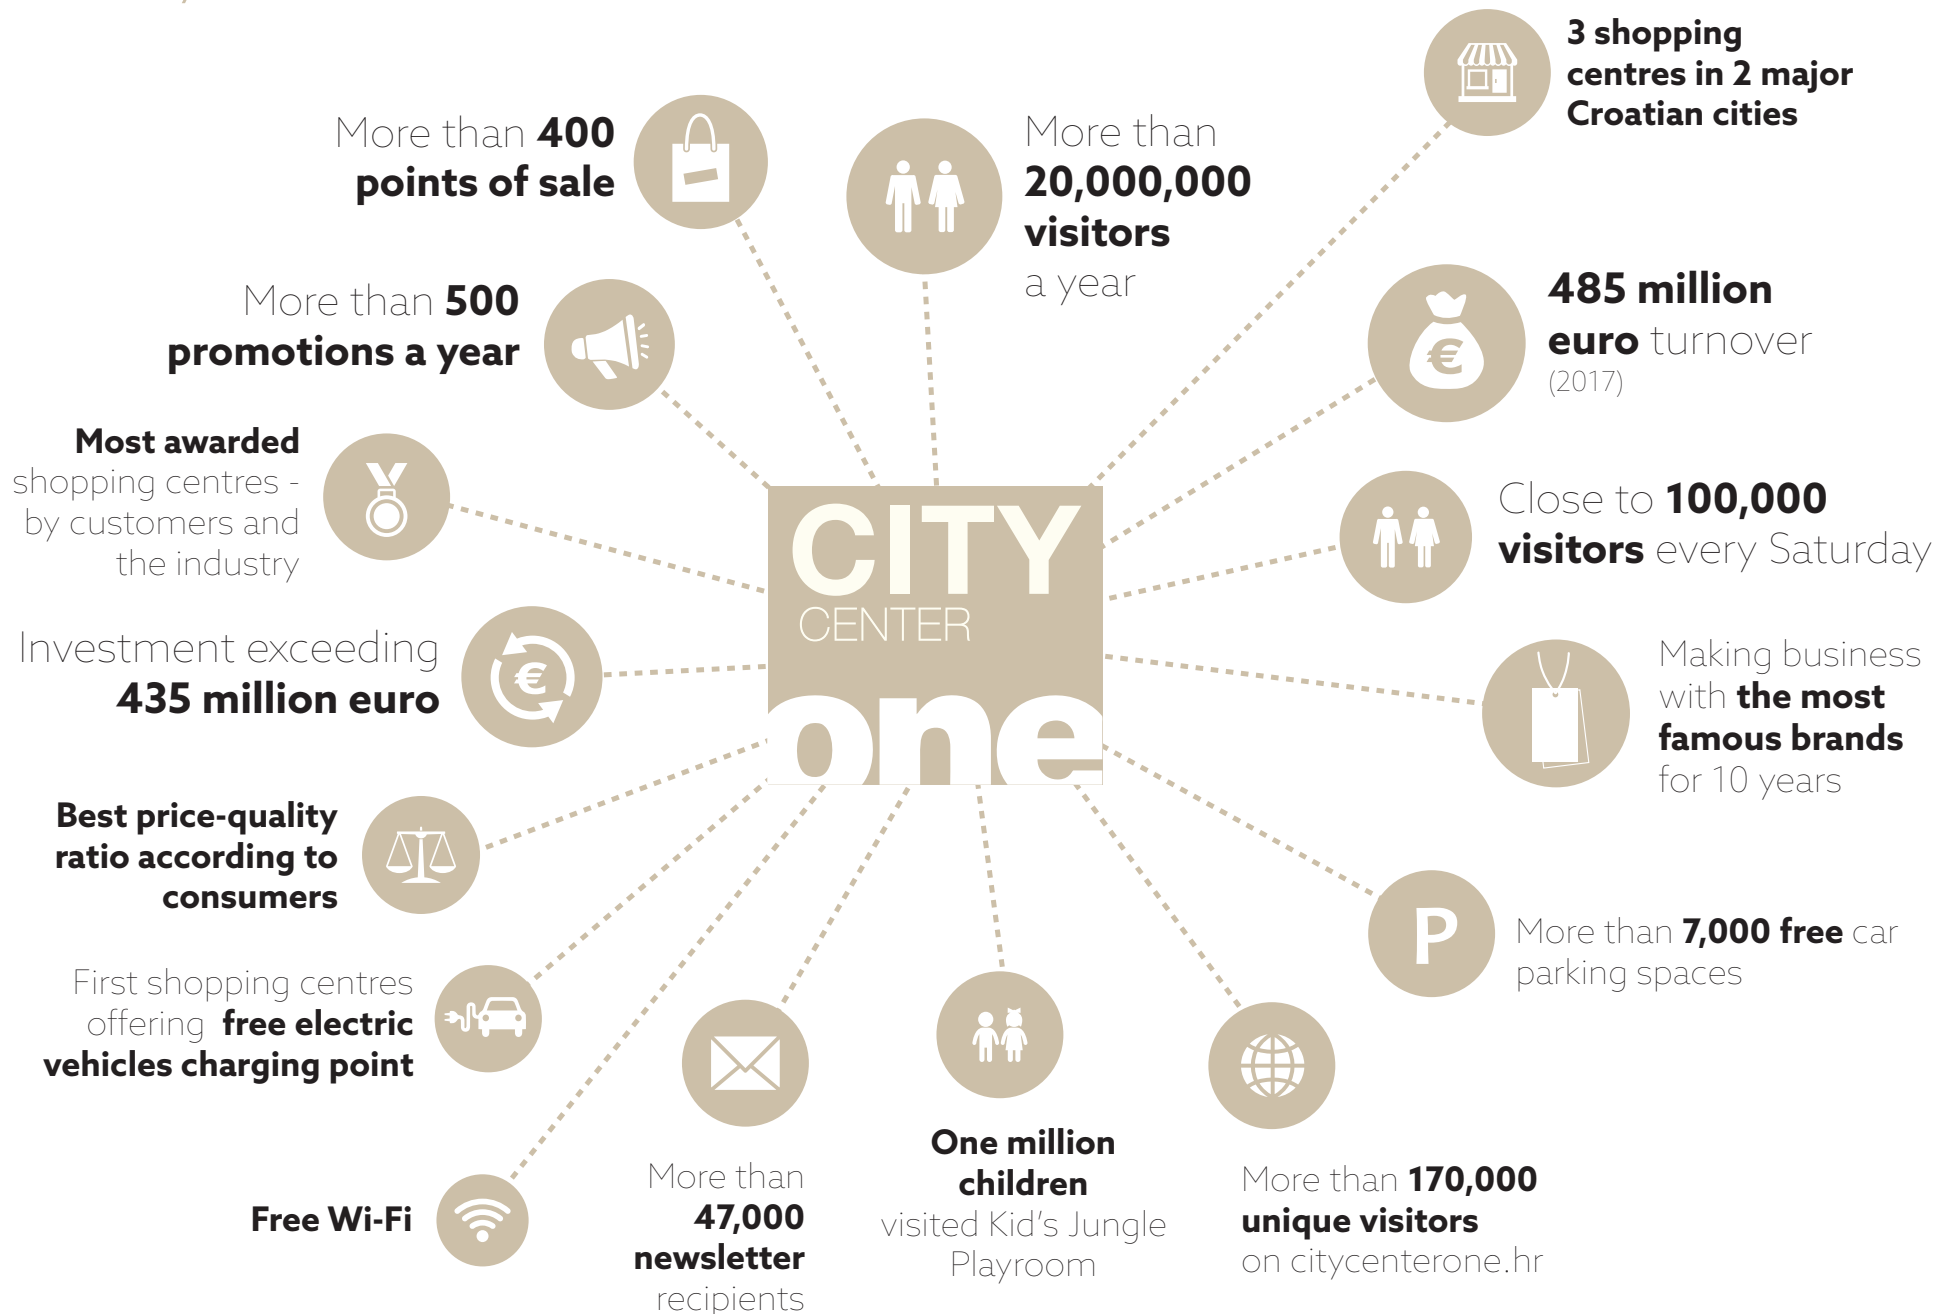 3 shopping
centres in 2 major
Croatian cities
More than 400
points of sale
More than
20,000,000
visitors
a year
More than 500
promotions a year
485 million
euro turnover
(2017)
Most awarded
shopping centres -
by customers and
the industry
Close to 100,000
visitors every Saturday
CITY
CENTER
one
Investment exceeding
435 million euro
€
€
Making business
with the most
famous brands
for 10 years
Best price-quality
ratio according to
consumers
P
More than 7,000 free car
parking spaces
First shopping centres
offering free electric
vehicles charging point
Free Wi-Fi
More than
47,000
newsletter
recipients
One million
children
visited Kid's Jungle
Playroom
More than 170,000
unique visitors
on citycenterone.hr